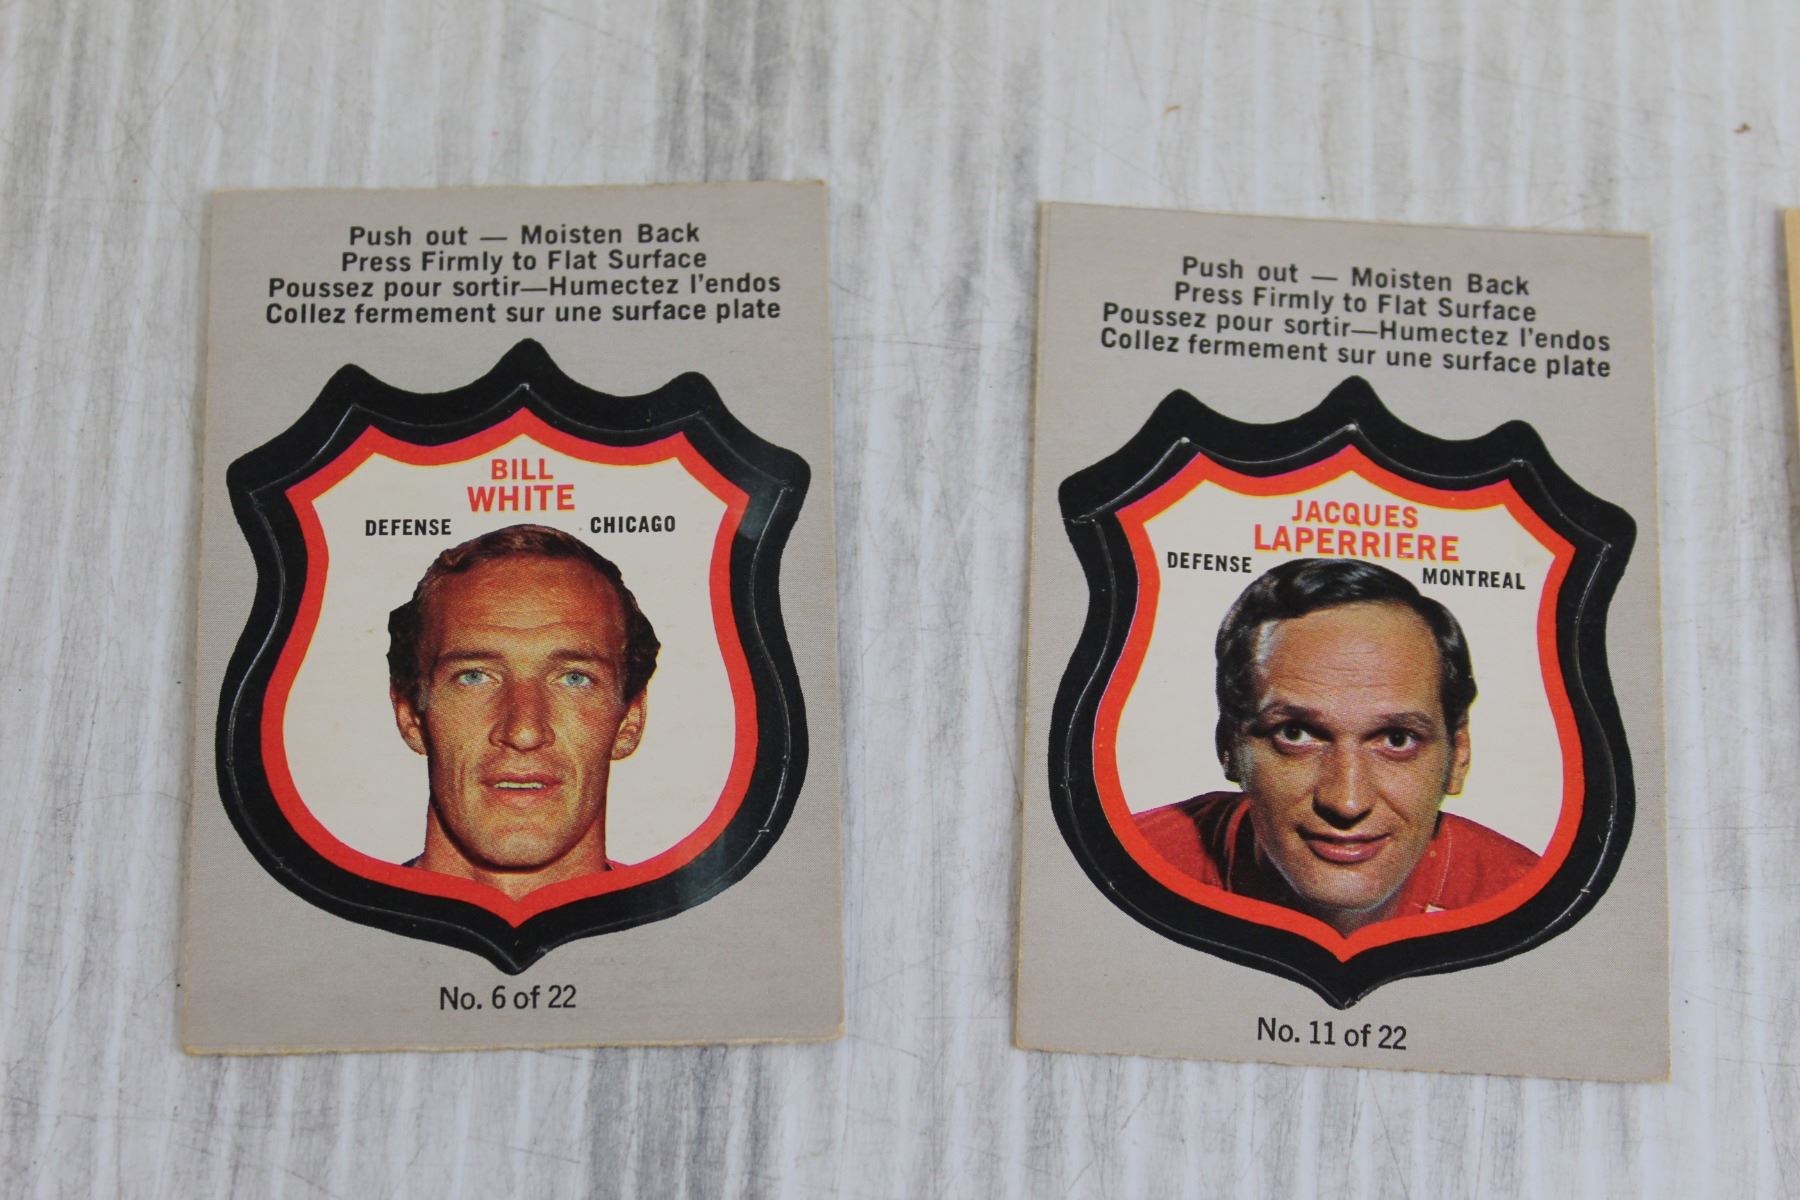 Push out — Moisten Back
Press Firmly to Flat Surface
Poussez pour sortir—Humectez l'endos
Collez fermement sur une surface plate
BILL
WHITE
DEFENSE CHICAGO
No. 6 of 22
Push out — Moisten Back
Press Firmly to Flat Surface
Poussez pour sortir—Humectez l'endos
Collez fermement sur une surface plate
JACQUES
LAPERRIERE
DEFENSE MONTREAL
No. 11 of 22